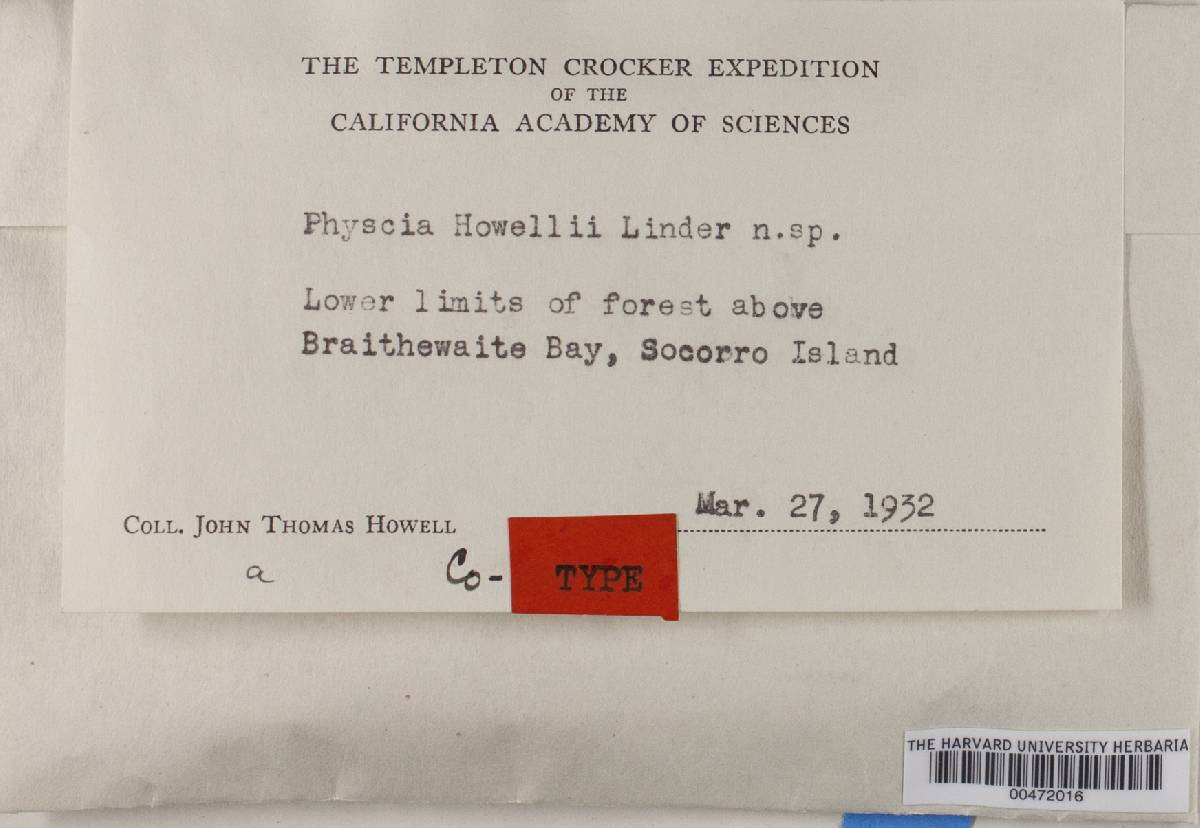 THE TEMPLETON CROCKER EXPEDITION
OF THE
CALIFORNIA ACADEMY OF SCIENCES
Physcia Howellii Linder n.sp.
Lower limits of forest above
Braithewaite Bay, Socorro Island
Mar. 27, 1932
COLL. JOHN THOMAS HOWELL
a Co- TYPE
THE HARVARD UNIVERSITY HERBARIA
00472016